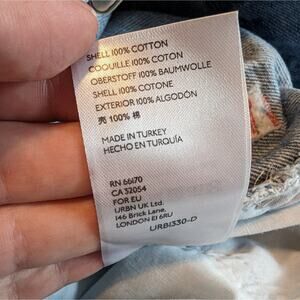 SHELL 100% COTTON
COQUILLE 100% COTON
OBERSTOFF 100% BAUMWOLLE
SHELL 100% COTONE
EXTERIOR 100% ALGODÓN
売 100% 棉
MADE IN TURKEY
HECHO EN TURQUÍA
RN 66170
CA 32054
FOR EU
URBN UK Ltd.
146 Brick Lane,
LONDON E1 6RU
URB1330-D